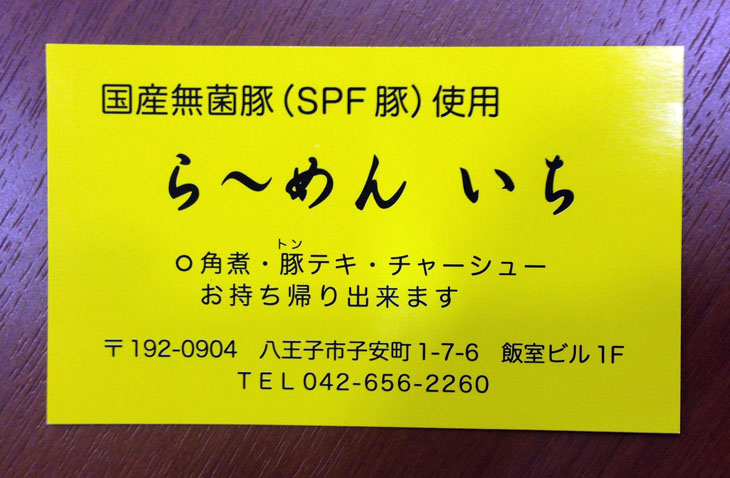 国産無菌豚（SPF豚）使用
ら〜めん いち
トン
○角煮・豚テキ・チャーシュー
お持ち帰り出来ます
〒192-0904 八王子市子安町1-7-6 飯室ビル1F
TEL042-656-2260